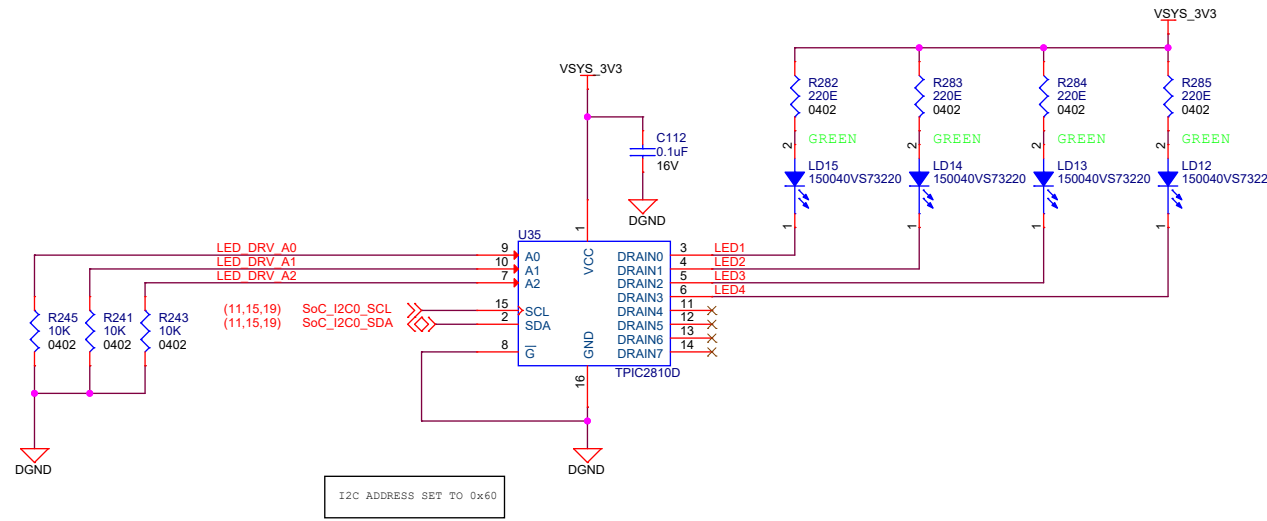 VSYS_3V3
R282
220E
0402
R283
220E
0402
R284
220E
0402
R285
220E
0402
2
GREEN
2
GREEN
2
GREEN
2
GREEN
LD15
150040VS73220
LD14
150040VS73220
LD13
150040VS73220
LD12
150040VS7322
1
1
1
1
VSYS_3V3
C112
0.1uF
16V
DGND
U35
1
VCC
LED_DRV_A0
9
A0
LED_DRV_A1
10
A1
LED_DRV_A2
7
A2
(11,15,19) SoC_I2C0_SCL
15
SCL
(11,15,19) SoC_I2C0_SDA
2
SDA
8
G
GND
16
DRAIN0
3
LED1
DRAIN1
4
LED2
DRAIN2
5
LED3
DRAIN3
6
LED4
DRAIN4
11
DRAIN5
12
DRAIN6
13
DRAIN7
14
TPIC2810D
R245
10K
0402
R241
10K
0402
R243
10K
0402
DGND
DGND
I2C ADDRESS SET TO 0x60